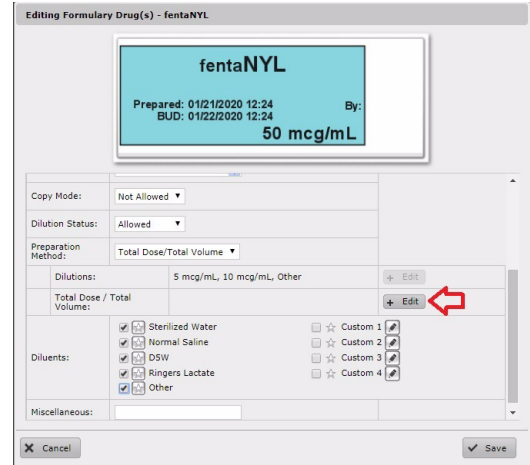 Editing Formulary Drug(s) - fentaNYL
fentaNYL
Prepared: 01/21/2020 12:24 By:
BUD: 01/22/2020 12:24
50 mcg/mL
Copy Mode: Not Allowed
Dilution Status: Allowed
Preparation Method: Total Dose/Total Volume
Dilutions: 5 mcg/mL, 10 mcg/mL, Other + Edit
Total Dose / Total Volume: + Edit
Diluents:
Sterilized Water Custom 1
Normal Saline Custom 2
D5W Custom 3
Ringers Lactate Custom 4
Other
Miscellaneous:
Cancel Save